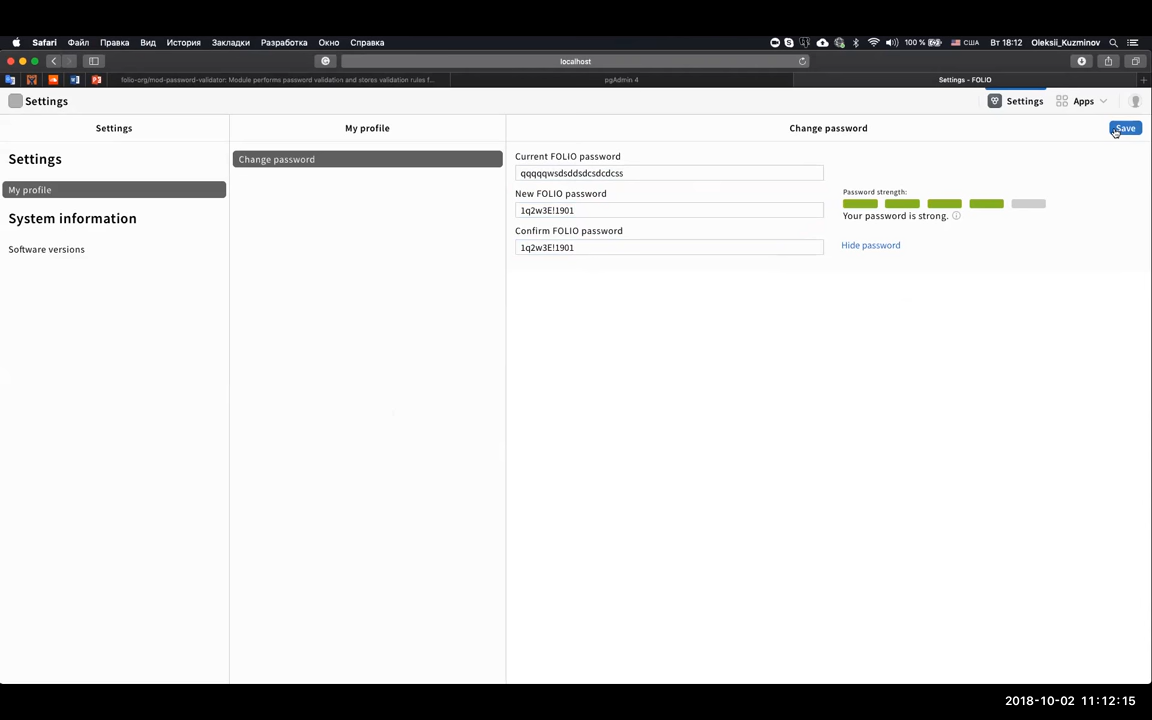 Safari Файл Правка Вид История Закладки Разработка Окно Справка 100 % США Вт 18:12 Oleksii_Kuzminov
localhost
folio-org/mod-password-validator: Module performs password validation and stores validation rules f... pgAdmin 4 Settings - FOLIO
Settings Settings Apps
Settings My profile Change password Save
Settings
My profile
System information
Software versions
Change password
Current FOLIO password
qqqqqwsdsddsdcsdcdcss
New FOLIO password
1q2w3E!1901
Confirm FOLIO password
1q2w3E!1901
Password strength:
Your password is strong.
Hide password
2018-10-02 11:12:15